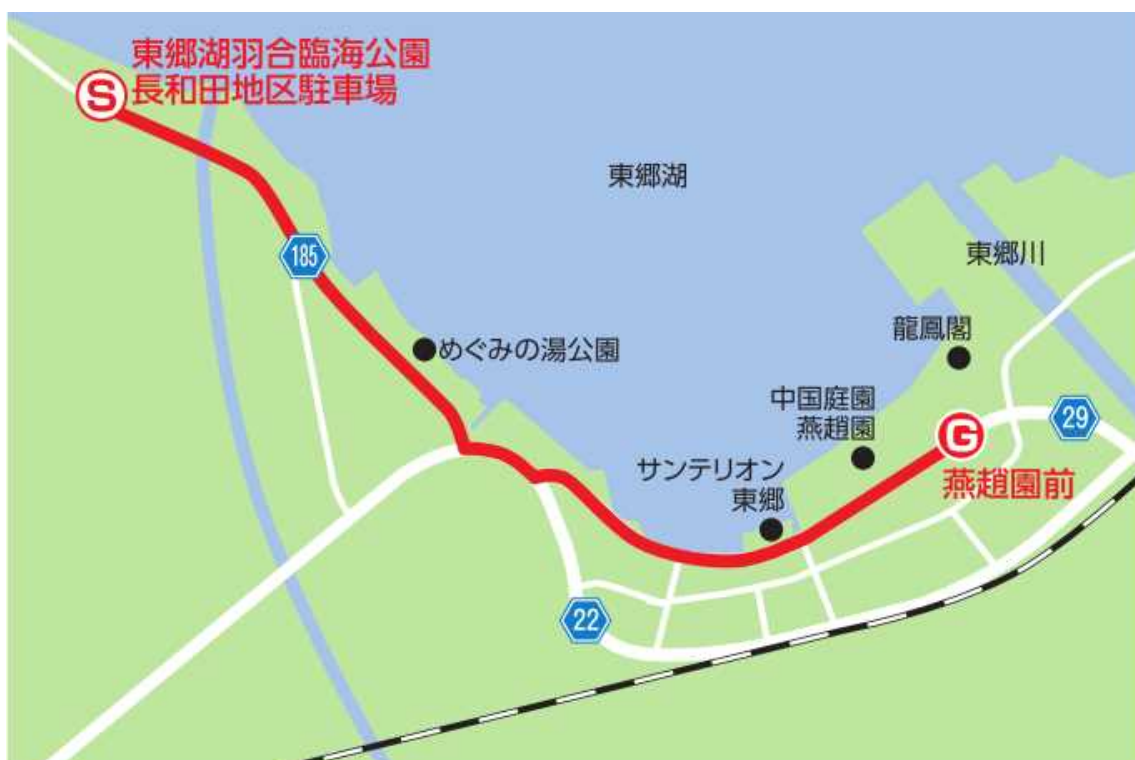 東郷湖羽合臨海公園
長和田地区駐車場
S
東郷湖
185
東郷川
めぐみの湯公園
龍鳳閣
中国庭園
燕趙園
29
G
サンテリオン
東郷
燕趙園前
22